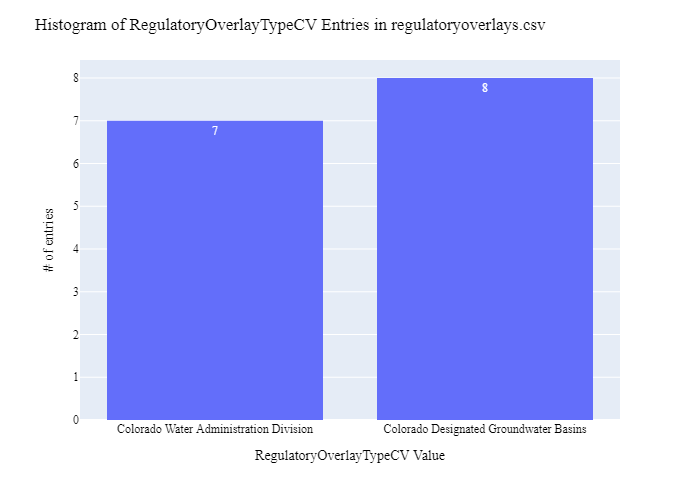 Histogram of RegulatoryOverlayTypeCV Entries in regulatoryoverlays.csv
8
7
6
5
4
3
2
1
0
# of entries
7
8
Colorado Water Administration Division
Colorado Designated Groundwater Basins
RegulatoryOverlayTypeCV Value